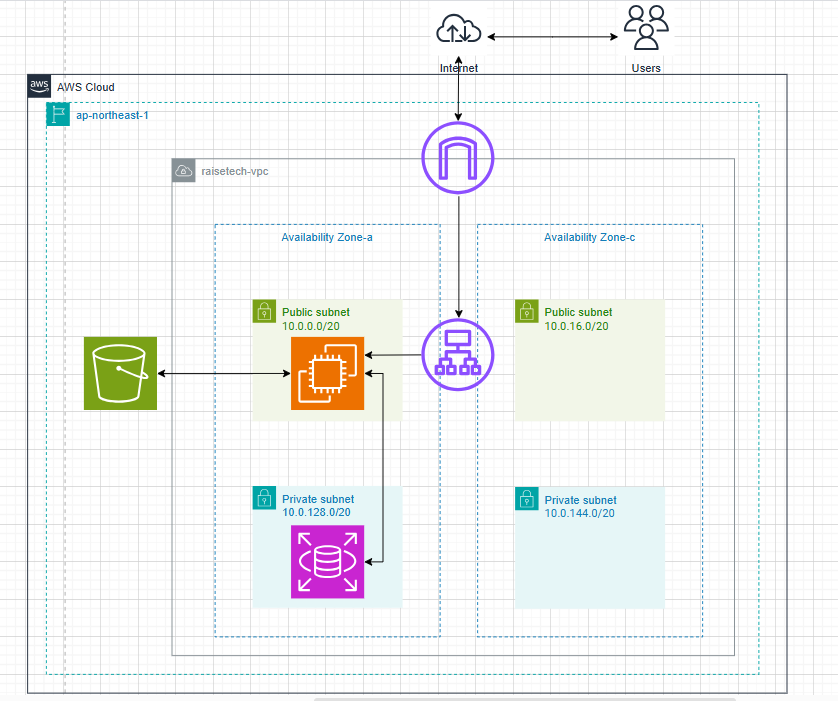 Internet
Users
aws
AWS Cloud
ap-northeast-1
raisetech-vpc
Availability Zone-a
Availability Zone-c
Public subnet
10.0.0.0/20
Public subnet
10.0.16.0/20
Private subnet
10.0.128.0/20
Private subnet
10.0.144.0/20